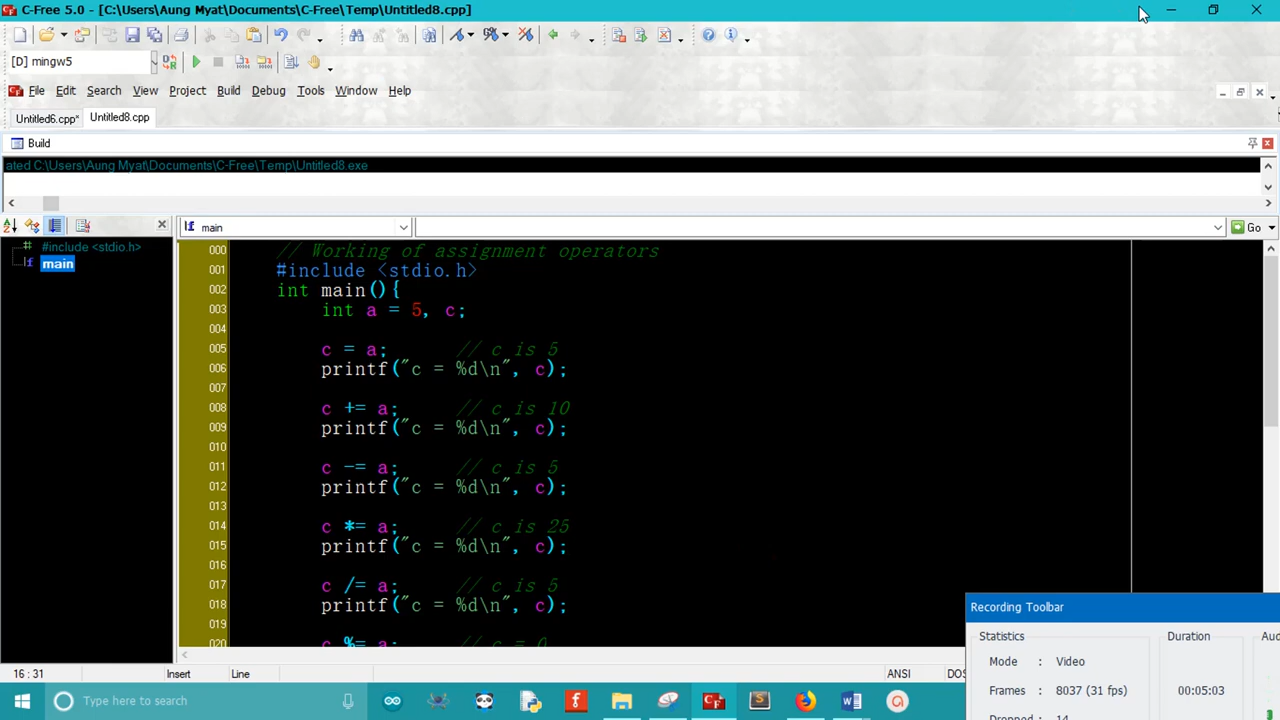 C-Free 5.0 - [C:\Users\Aung Myat\Documents\C-Free\Temp\Untitled8.cpp]
[D] mingw5
File Edit Search View Project Build Debug Tools Window Help
Untitled6.cpp* Untitled8.cpp
Build
ated C:\Users\Aung Myat\Documents\C-Free\Temp\Untitled8.exe
main
Go
#include <stdio.h>
main
000 // Working of assignment operators
001 #include <stdio.h>
002 int main(){
003 int a = 5, c;
004
005 c = a; // c is 5
006 printf("c = %d\n", c);
007
008 c += a; // c is 10
009 printf("c = %d\n", c);
010
011 c -= a; // c is 5
012 printf("c = %d\n", c);
013
014 c *= a; // c is 25
015 printf("c = %d\n", c);
016
017 c /= a; // c is 5
018 printf("c = %d\n", c);
019
020 c %= a; // c = 0
Recording Toolbar
Statistics Duration Aud
Mode : Video
Frames : 8037 (31 fps) 00:05:03
Dropped : 14
16 : 31 Insert Line ANSI DOS
Type here to search